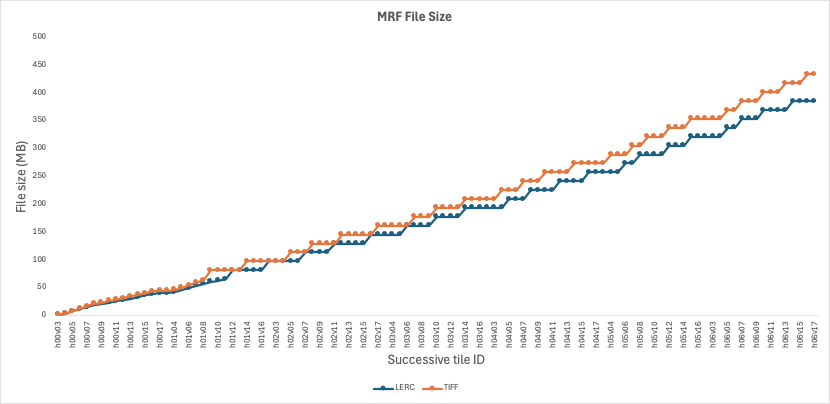 MRF File Size
500
450
400
350
300
250
200
150
100
50
0
File size (MB)
h00v03
h00v05
h00v07
h00v09
h00v11
h00v13
h00v15
h00v17
h01v04
h01v06
h01v08
h01v10
h01v12
h01v14
h01v16
h02v03
h02v05
h02v07
h02v09
h02v11
h02v13
h02v15
h02v17
h03v04
h03v06
h03v08
h03v10
h03v12
h03v14
h03v16
h04v03
h04v05
h04v07
h04v09
h04v11
h04v13
h04v15
h04v17
h05v04
h05v06
h05v08
h05v10
h05v12
h05v14
h05v16
h06v03
h06v05
h06v07
h06v09
h06v11
h06v13
h06v15
h06v17
Successive tile ID
LERC
TIFF